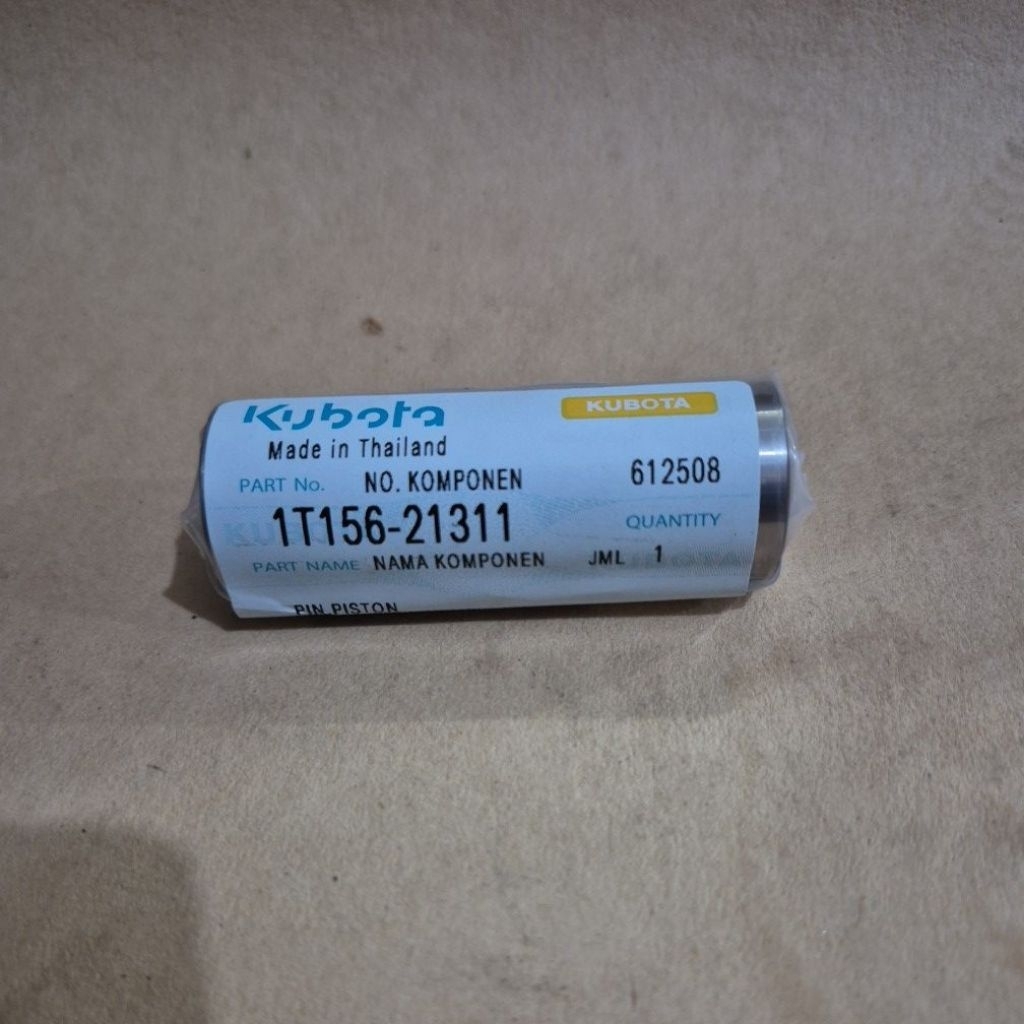 Kubota KUBOTA
Made in Thailand
PART No. NO. KOMPONEN 612508
1T156-21311 QUANTITY
PART NAME NAMA KOMPONEN JML 1
PIN PISTON